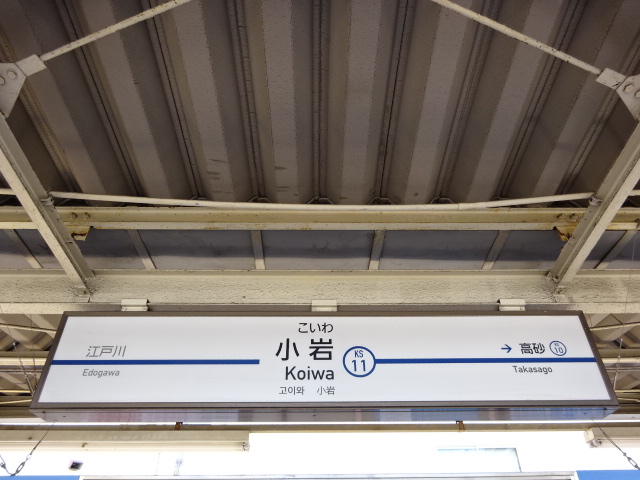 こいわ
小岩
Koiwa
고이와 小岩
KS
11
江戸川
Edogawa
→ 高砂
KS
10
Takasago